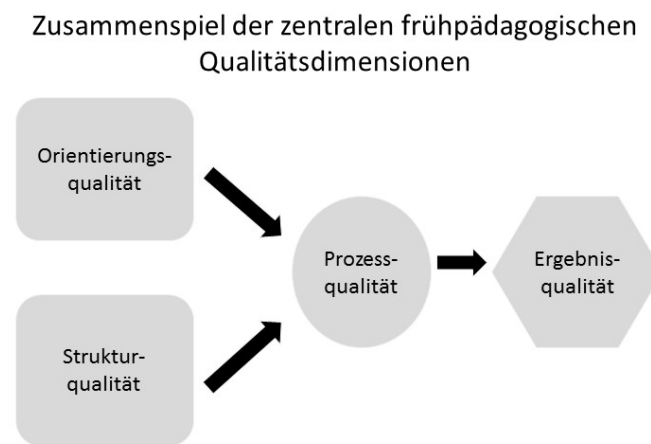 Zusammenspiel der zentralen frühpädagogischen
Qualitätsdimensionen
Orientierungs-
qualität
Prozess-
qualität
Ergebnis-
qualität
Struktur-
qualität